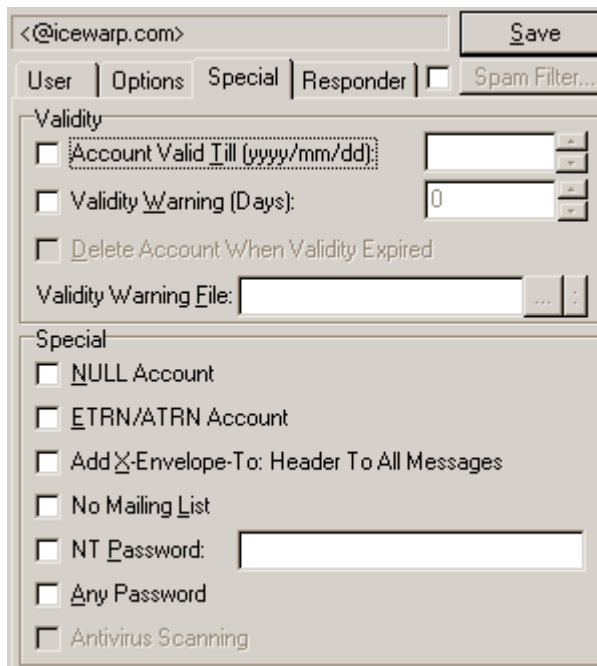 <@icewarp.com>
Save
User Options Special Responder Spam Filter...
Validity
Account Valid Till (yyyy/mm/dd):
Validity Warning (Days): 0
Delete Account When Validity Expired
Validity Warning File: ... :
Special
NULL Account
ETRN/ATRN Account
Add X-Envelope-To: Header To All Messages
No Mailing List
NT Password:
Any Password
Antivirus Scanning